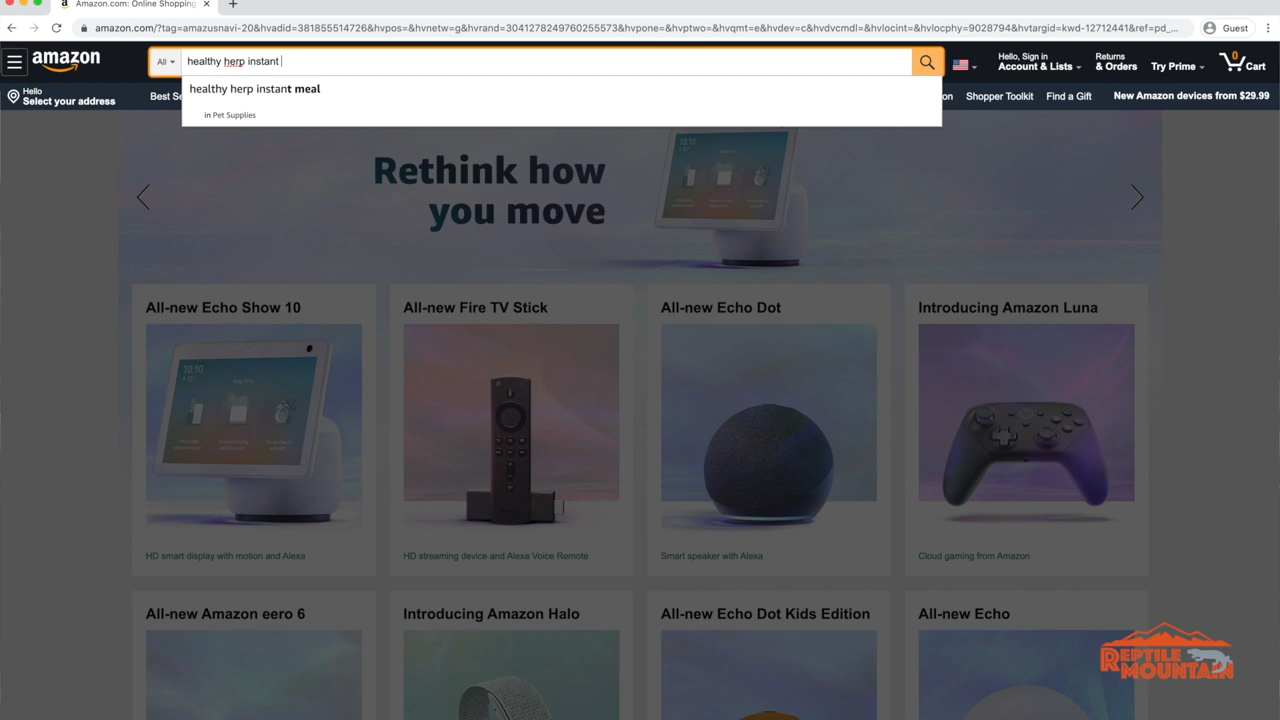 Amazon.com: Online Shopping
amazon.com/?tag=amazusnavi-20&hvadid=381855514726&hvpos=&hvnetw=g&hvrand=3041278249760255573&hvpone=&hvptwo=&hvqmt=e&hvdev=c&hvdvcmdl=&hvlocint=&hvlocphy=9028794&hvtargid=kwd-12712441&ref=pd_...
Guest
amazon
All
healthy herp instant
Hello, Sign in
Account & Lists
Returns
& Orders
Try Prime
0
Cart
Hello
Select your address
Best Se
on
Shopper Toolkit
Find a Gift
New Amazon devices from $29.99
healthy herp instant meal
in Pet Supplies
Rethink how
you move
All-new Echo Show 10
All-new Fire TV Stick
All-new Echo Dot
Introducing Amazon Luna
10:10
HD smart display with motion and Alexa
HD streaming device and Alexa Voice Remote
Smart speaker with Alexa
Cloud gaming from Amazon
All-new Amazon eero 6
Introducing Amazon Halo
All-new Echo Dot Kids Edition
All-new Echo
REPTILE
MOUNTAIN